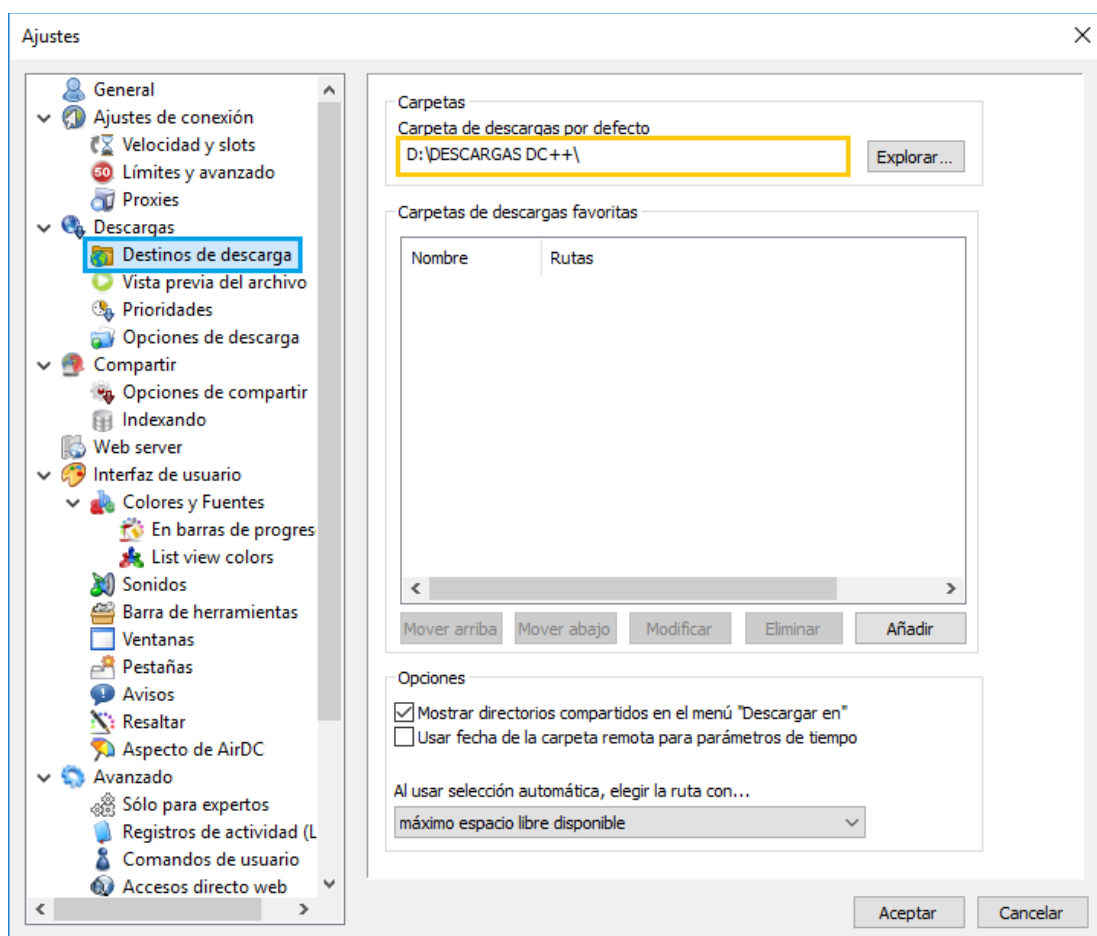 Ajustes
General
Ajustes de conexión
Velocidad y slots
50
Límites y avanzado
Proxies
Descargas
Destinos de descarga
Vista previa del archivo
Prioridades
Opciones de descarga
Compartir
Opciones de compartir
Indexando
Web server
Interfaz de usuario
Colores y Fuentes
En barras de progres
List view colors
Sonidos
Barra de herramientas
Ventanas
Pestañas
Avisos
Resaltar
Aspecto de AirDC
Avanzado
Sólo para expertos
Registros de actividad (L
Comandos de usuario
Accesos directo web
Carpetas
Carpeta de descargas por defecto
D:\DESCARGAS DC++\
Explorar...
Carpetas de descargas favoritas
Nombre Rutas
Mover arriba Mover abajo Modificar Eliminar Añadir
Opciones
Mostrar directorios compartidos en el menú "Descargar en"
Usar fecha de la carpeta remota para parámetros de tiempo
Al usar selección automática, elegir la ruta con...
máximo espacio libre disponible
Aceptar Cancelar